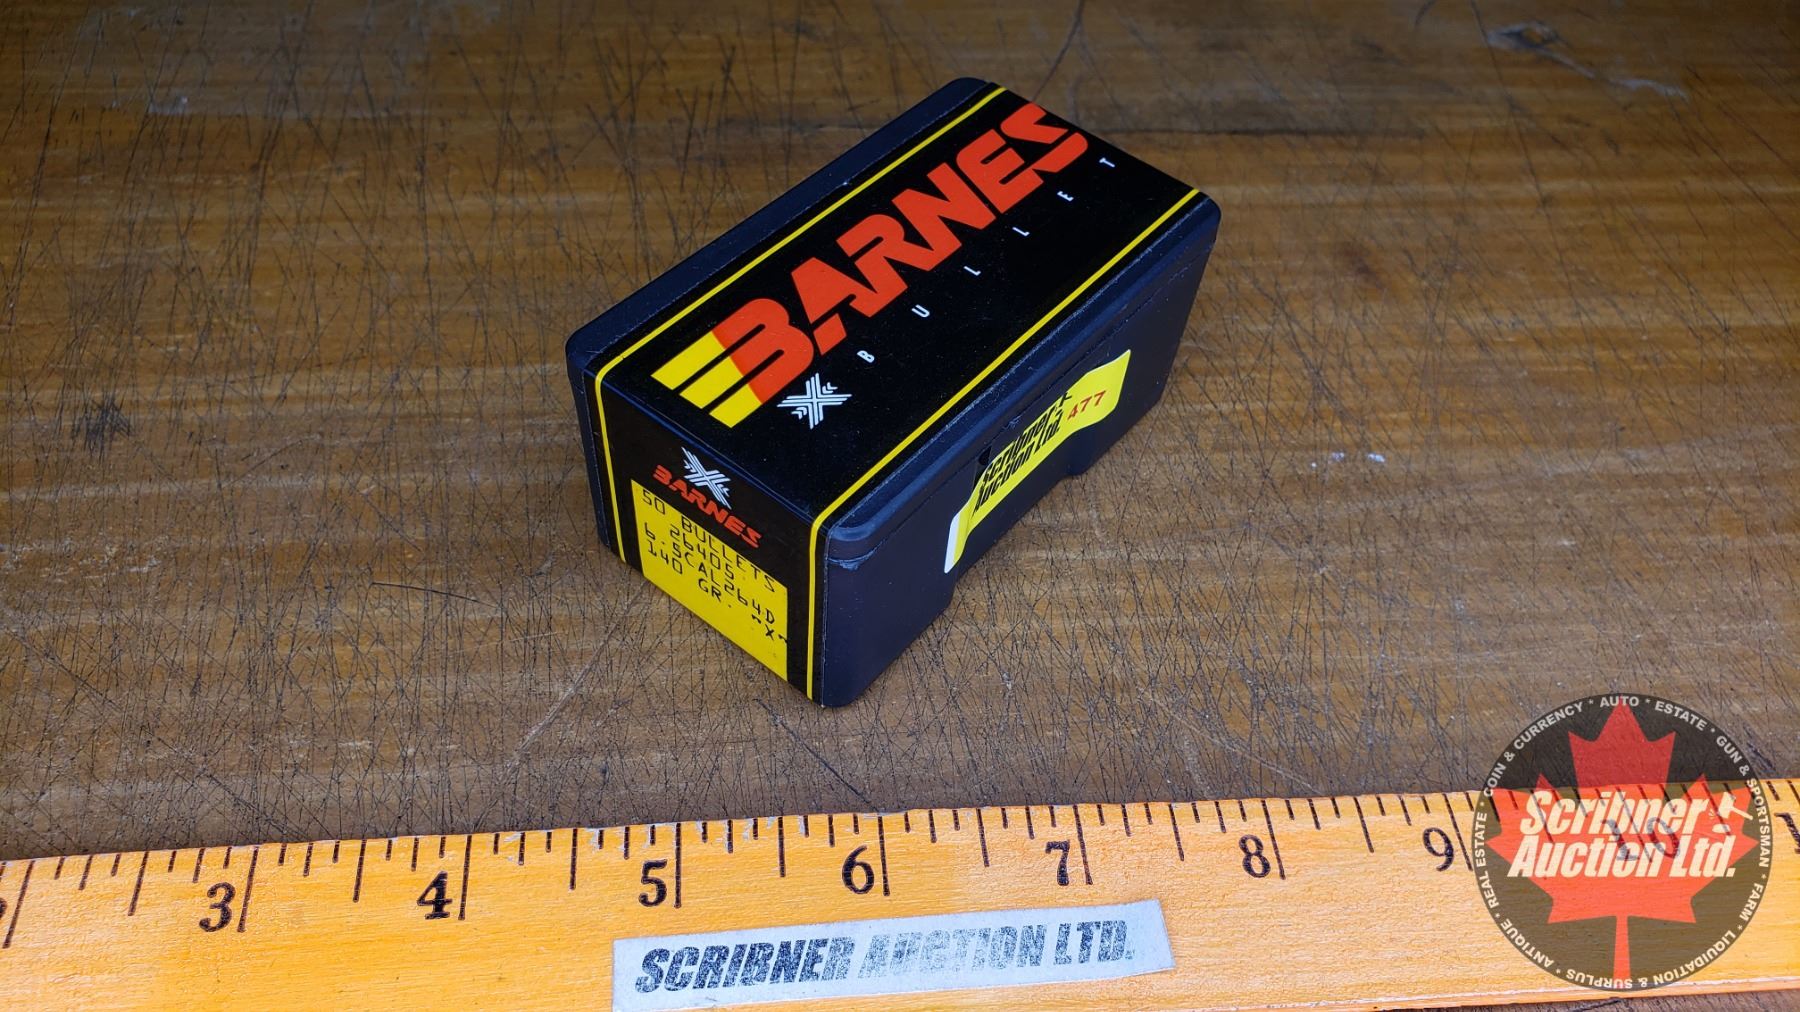 BARNES
X BULLET
X
BARNES
50 BULLETS
26405
6.5CAL264D
140 GR. "X"
Scribner
Auction Ltd. 477
3 4 5 6 7 8 9 10
SCRIBNER AUCTION LTD.
ANTIQUE * REAL ESTATE * COIN & CURRENCY * AUTO * ESTATE * GUN & SPORTSMAN * FARM * LIQUIDATION & SURPLUS *
Scribner
Auction Ltd.